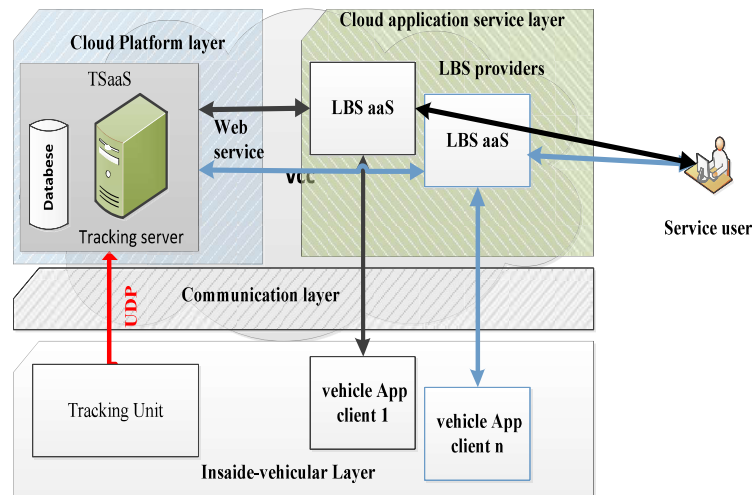 Cloud Platform layer
TSaaS
Databese
Tracking server
Web
service
vcc
Cloud application service layer
LBS providers
LBS aaS
LBS aaS
Service user
Communication layer
UDP
Tracking Unit
vehicle App
client 1
vehicle App
client n
Insaide-vehicular Layer